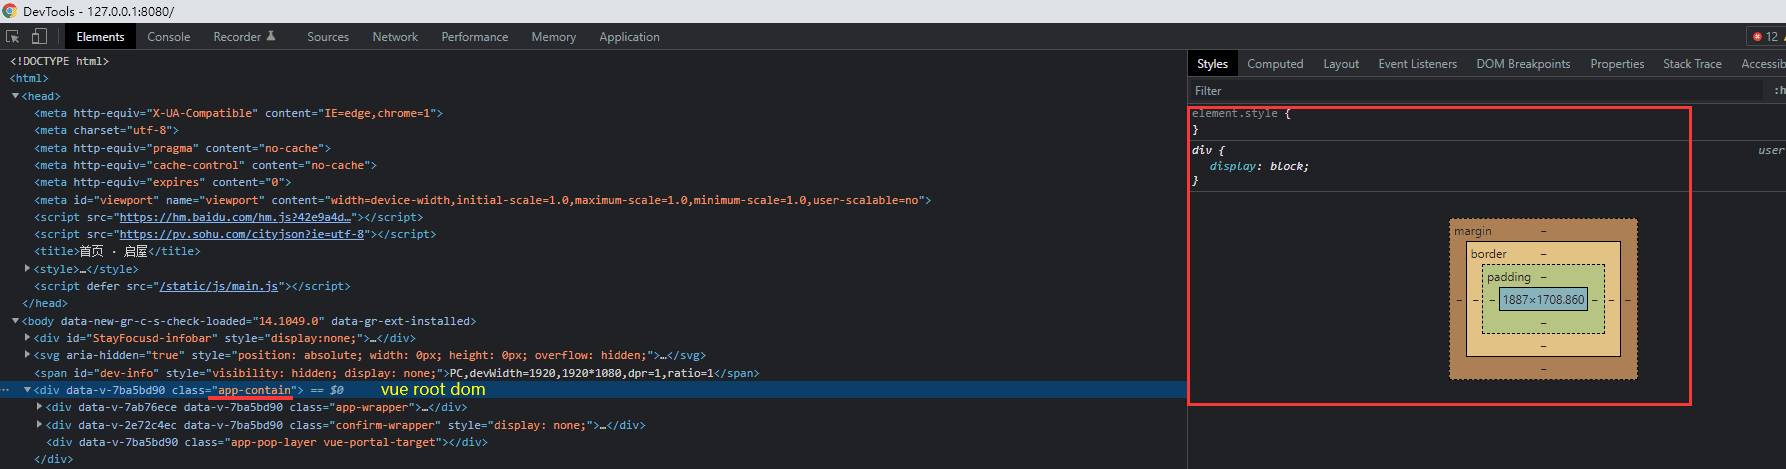 DevTools - 127.0.0.1:8080/
Elements Console Recorder Sources Network Performance Memory Application 12
<!DOCTYPE html>
<html>
<head>
<meta http-equiv="X-UA-Compatible" content="IE=edge,chrome=1">
<meta charset="utf-8">
<meta http-equiv="pragma" content="no-cache">
<meta http-equiv="cache-control" content="no-cache">
<meta http-equiv="expires" content="0">
<meta id="viewport" name="viewport" content="width=device-width,initial-scale=1.0,maximum-scale=1.0,minimum-scale=1.0,user-scalable=no">
<script src="https://hm.baidu.com/hm.js?42e9a4d…"></script>
<script src="https://pv.sohu.com/cityjson?ie=utf-8"></script>
<title>首页 · 启屋</title>
<style>…</style>
<script defer src="/static/js/main.js"></script>
</head>
<body data-new-gr-c-s-check-loaded="14.1049.0" data-gr-ext-installed>
<div id="StayFocusd-infobar" style="display:none;">…</div>
<svg aria-hidden="true" style="position: absolute; width: 0px; height: 0px; overflow: hidden;">…</svg>
<span id="dev-info" style="visibility: hidden; display: none;">PC,devWidth=1920,1920*1080,dpr=1,ratio=1</span>
<div data-v-7ba5bd90 class="app-contain"> == $0 vue root dom
<div data-v-7ab76ece data-v-7ba5bd90 class="app-wrapper">…</div>
<div data-v-2e72c4ec data-v-7ba5bd90 class="confirm-wrapper" style="display: none;">…</div>
<div data-v-7ba5bd90 class="app-pop-layer vue-portal-target"></div>
</div>
Styles Computed Layout Event Listeners DOM Breakpoints Properties Stack Trace Accessib
Filter :h
element.style {
}
div { user
display: block;
}
margin –
border –
padding –
– – – 1887×1708.860 – – –
–
–
–